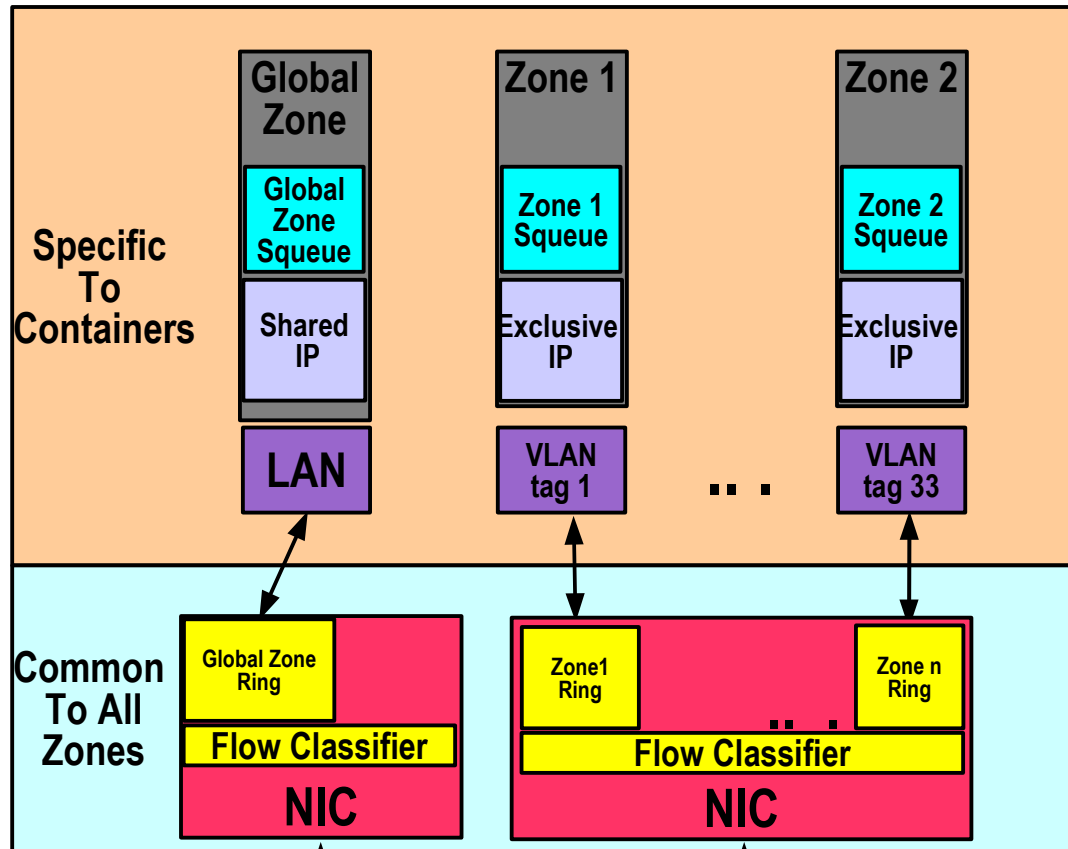 Global
Zone
Global
Zone
Squeue
Shared
IP
LAN
Zone 1
Zone 1
Squeue
Exclusive
IP
VLAN
tag 1
Zone 2
Zone 2
Squeue
Exclusive
IP
VLAN
tag 33
Specific
To
Containers
Common
To All
Zones
Global Zone
Ring
Flow Classifier
NIC
Zone1
Ring
Zone n
Ring
Flow Classifier
NIC